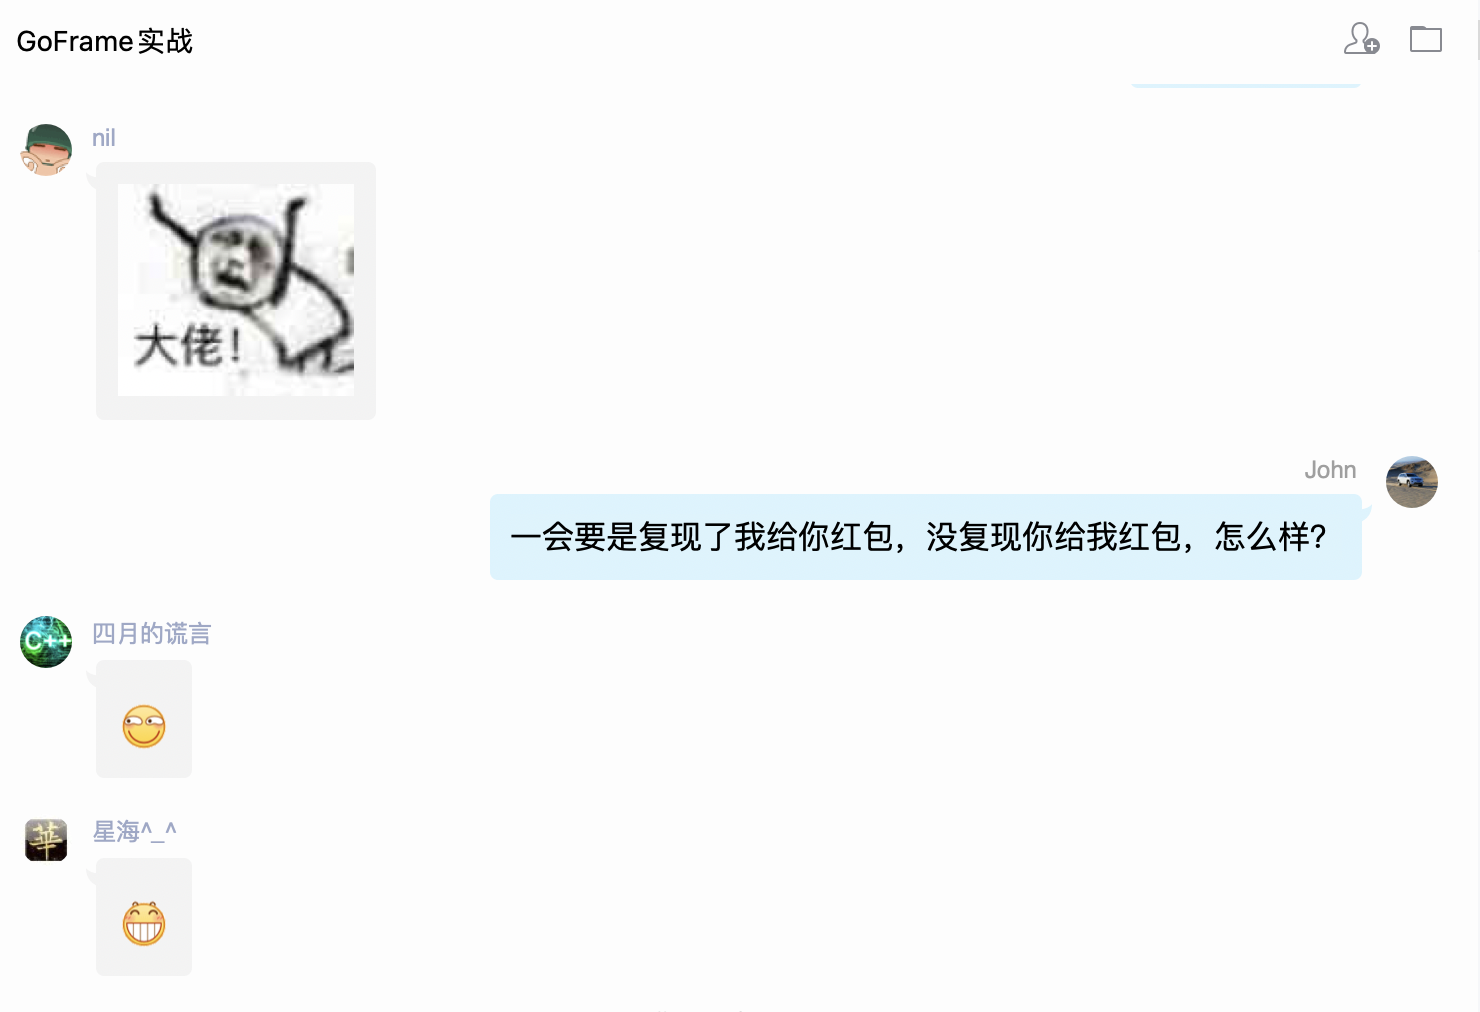 GoFrame实战
nil
大佬！
John
一会要是复现了我给你红包，没复现你给我红包，怎么样？
四月的谎言
C++
星海^_^
華